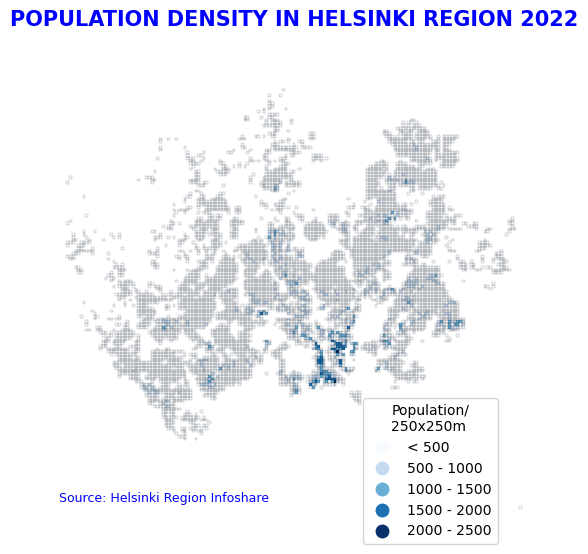 POPULATION DENSITY IN HELSINKI REGION 2022
Population/
250x250m
< 500
500 - 1000
1000 - 1500
1500 - 2000
2000 - 2500
Source: Helsinki Region Infoshare